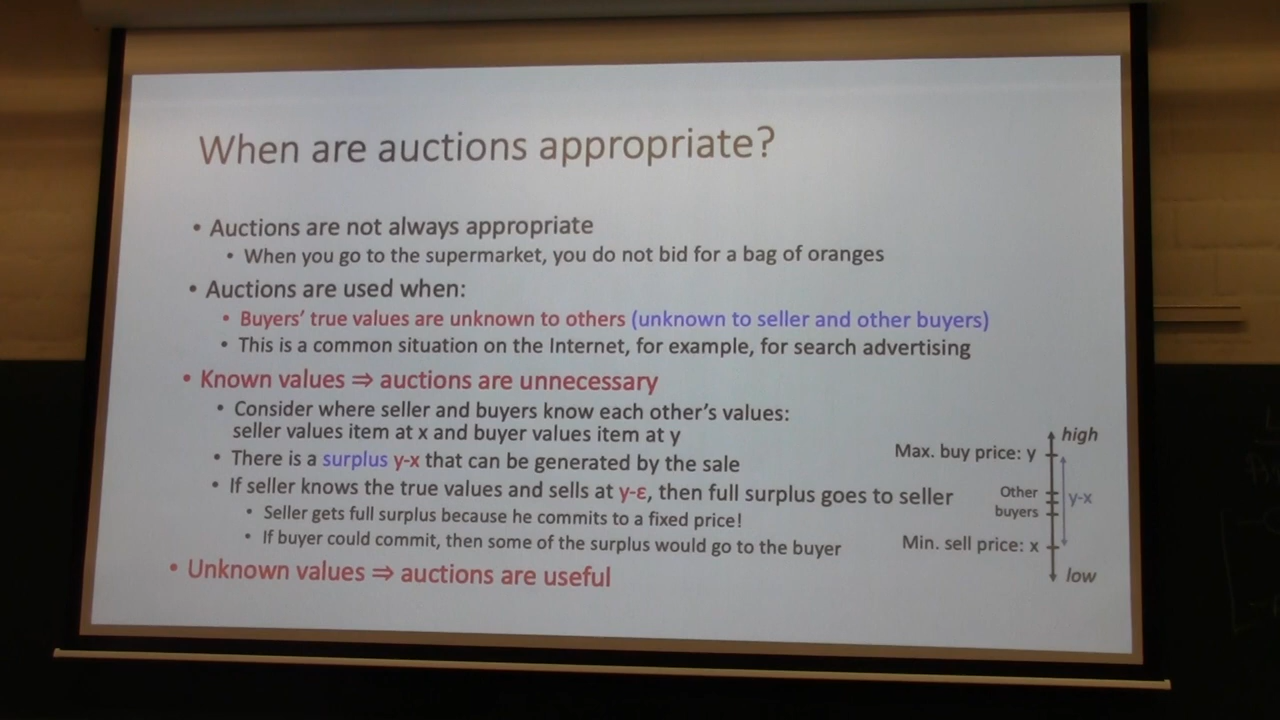 When are auctions appropriate?
• Auctions are not always appropriate
• When you go to the supermarket, you do not bid for a bag of oranges
• Auctions are used when:
• Buyers' true values are unknown to others (unknown to seller and other buyers)
• This is a common situation on the Internet, for example, for search advertising
• Known values ⇒ auctions are unnecessary
• Consider where seller and buyers know each other's values:
seller values item at x and buyer values item at y
• There is a surplus y-x that can be generated by the sale
• If seller knows the true values and sells at y-ε, then full surplus goes to seller
• Seller gets full surplus because he commits to a fixed price!
• If buyer could commit, then some of the surplus would go to the buyer
• Unknown values ⇒ auctions are useful
high
Max. buy price: y
Other
buyers
y-x
Min. sell price: x
low